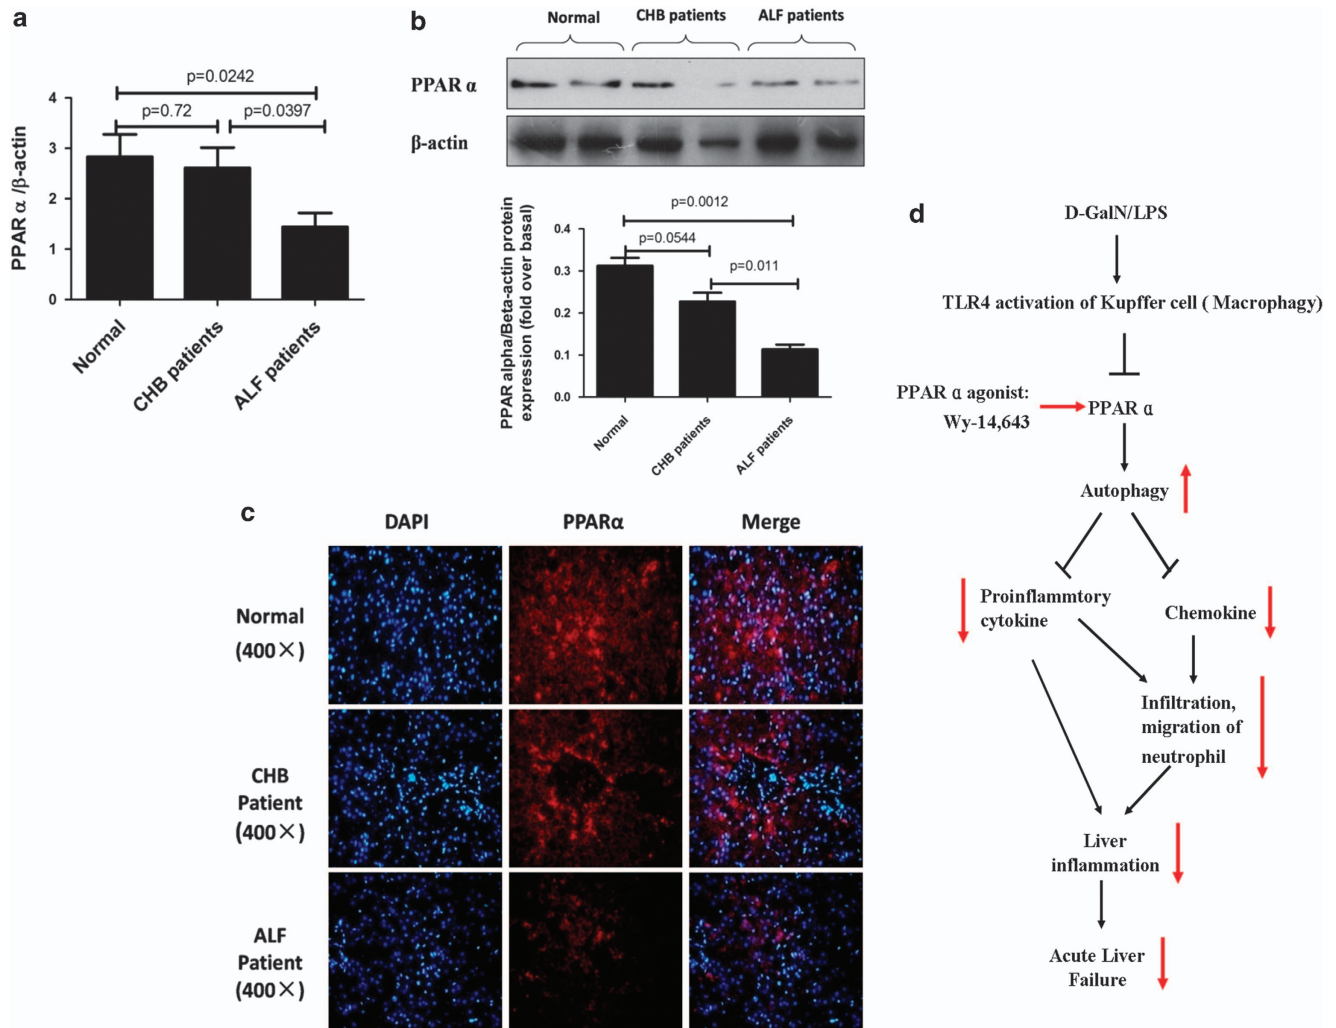 a
p=0.0242
p=0.72
p=0.0397
PPAR α /β-actin
4
3
2
1
0
Normal
CHB patients
ALF patients
b
Normal
CHB patients
ALF patients
PPAR α
β-actin
p=0.0012
p=0.0544
p=0.011
PPAR alpha/Beta-actin protein
expression (fold over basal)
0.4
0.3
0.2
0.1
0.0
Normal
CHB patients
ALF patients
c
DAPI
PPARα
Merge
Normal
(400×)
CHB
Patient
(400×)
ALF
Patient
(400×)
d
D-GalN/LPS
TLR4 activation of Kupffer cell ( Macrophagy)
PPAR α agonist:
Wy-14,643
PPAR α
Autophagy
Proinflammtory
cytokine
Chemokine
Infiltration,
migration of
neutrophil
Liver
inflammation
Acute Liver
Failure